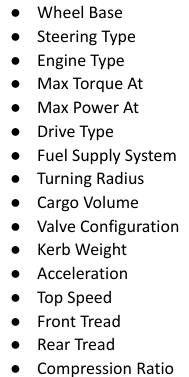 ● Wheel Base
● Steering Type
● Engine Type
● Max Torque At
● Max Power At
● Drive Type
● Fuel Supply System
● Turning Radius
● Cargo Volume
● Valve Configuration
● Kerb Weight
● Acceleration
● Top Speed
● Front Tread
● Rear Tread
● Compression Ratio